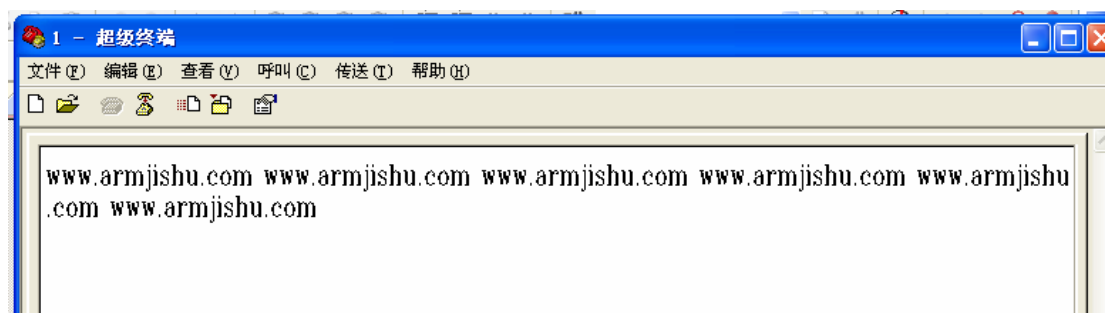 1 - 超级终端
文件(F) 编辑(E) 查看(V) 呼叫(C) 传送(T) 帮助(H)
www.armjishu.com www.armjishu.com www.armjishu.com www.armjishu.com www.armjishu
.com www.armjishu.com